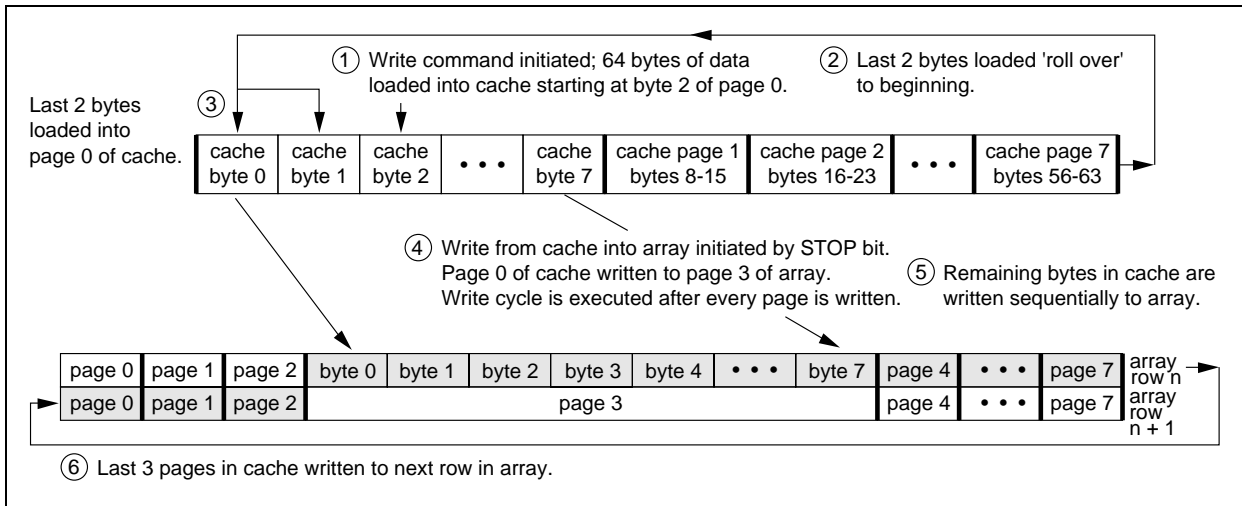 ① Write command initiated; 64 bytes of data
loaded into cache starting at byte 2 of page 0.
② Last 2 bytes loaded 'roll over'
to beginning.
Last 2 bytes
loaded into
page 0 of cache.
③
cache byte 0 cache byte 1 cache byte 2 • • • cache byte 7 cache page 1 bytes 8-15 cache page 2 bytes 16-23 • • • cache page 7 bytes 56-63
④ Write from cache into array initiated by STOP bit.
Page 0 of cache written to page 3 of array.
Write cycle is executed after every page is written.
⑤ Remaining bytes in cache are
written sequentially to array.
page 0 page 1 page 2 byte 0 byte 1 byte 2 byte 3 byte 4 • • • byte 7 page 4 • • • page 7 array row n
page 0 page 1 page 2 page 3 page 4 • • • page 7 array row n + 1
⑥ Last 3 pages in cache written to next row in array.